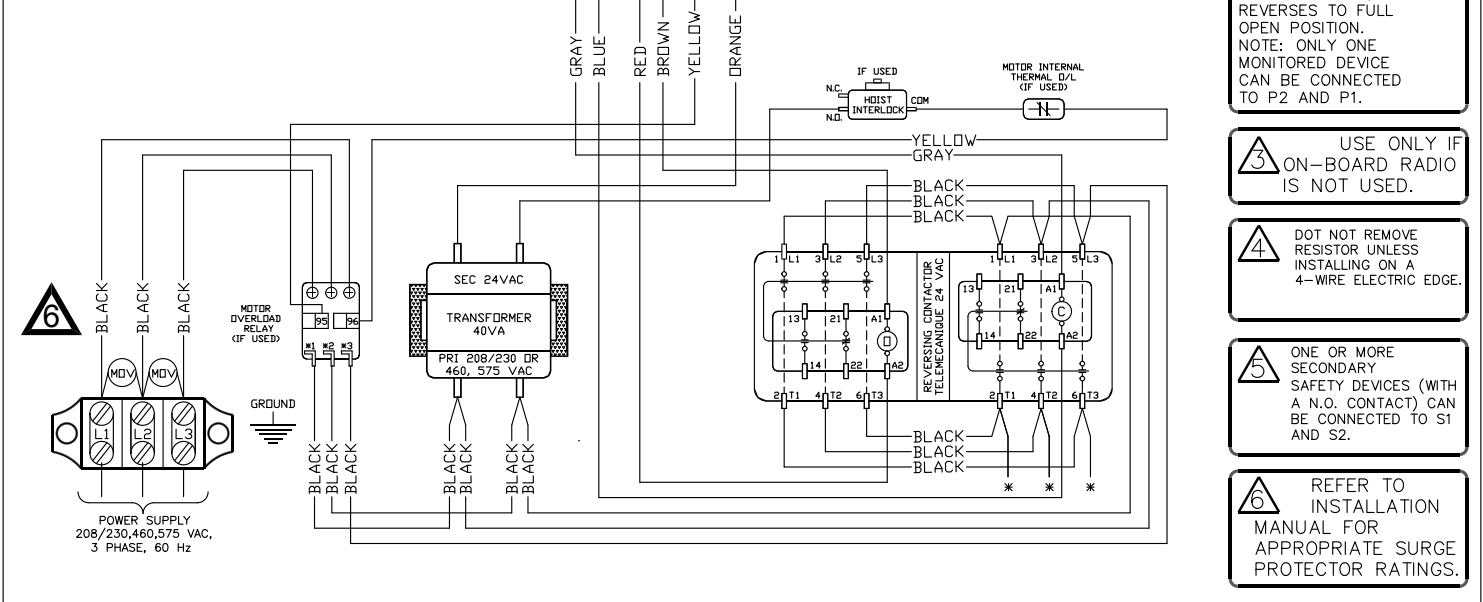 GRAY
BLUE
RED
BROWN
YELLOW
ORANGE
IF USED
N.C.
N.O.
HOIST
INTERLOCK
COM
MOTOR INTERNAL
THERMAL O/L
(IF USED)
YELLOW
GRAY
BLACK
BLACK
BLACK
BLACK
BLACK
BLACK
6
MOV
MOV
L1
L2
L3
POWER SUPPLY
208/230,460,575 VAC,
3 PHASE, 60 Hz
GROUND
MOTOR
OVERLOAD
RELAY
(IF USED)
95
96
*1
*2
*3
BLACK
BLACK
BLACK
SEC 24VAC
TRANSFORMER
40VA
PRI 208/230 OR
460, 575 VAC
BLACK
BLACK
BLACK
BLACK
1 L1
3 L2
5 L3
13
21
A1
O
14
22
A2
2 T1
4 T2
6 T3
REVERSING CONTACTOR
TELEMECANIQUE 24 VAC
1 L1
3 L2
5 L3
13
21
A1
C
14
22
A2
2 T1
4 T2
6 T3
BLACK
BLACK
BLACK
*
*
*
REVERSES TO FULL
OPEN POSITION.
NOTE: ONLY ONE
MONITORED DEVICE
CAN BE CONNECTED
TO P2 AND P1.
3
USE ONLY IF
ON-BOARD RADIO
IS NOT USED.
4
DOT NOT REMOVE
RESISTOR UNLESS
INSTALLING ON A
4-WIRE ELECTRIC EDGE.
5
ONE OR MORE
SECONDARY
SAFETY DEVICES (WITH
A N.O. CONTACT) CAN
BE CONNECTED TO S1
AND S2.
6
REFER TO
INSTALLATION
MANUAL FOR
APPROPRIATE SURGE
PROTECTOR RATINGS.